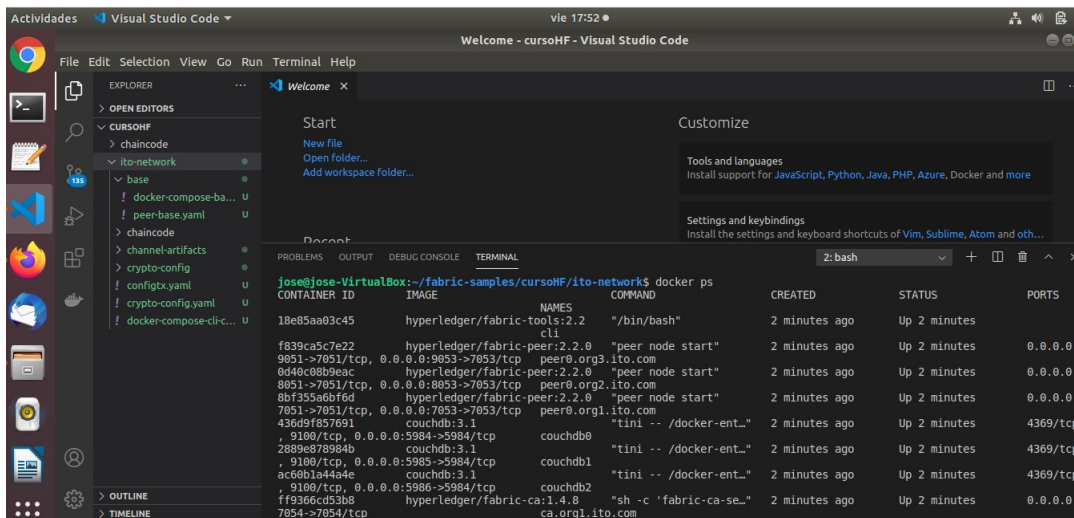 Actividades Visual Studio Code vie 17:52
Welcome - cursoHF - Visual Studio Code
File Edit Selection View Go Run Terminal Help
EXPLORER
OPEN EDITORS
CURSOHF
chaincode
ito-network
base
! docker-compose-ba... U
! peer-base.yaml U
chaincode
channel-artifacts
crypto-config
! configtx.yaml U
! crypto-config.yaml U
! docker-compose-cli-c... U
OUTLINE
TIMELINE
135
Welcome
Start
New file
Open folder...
Add workspace folder...
Recent
Customize
Tools and languages
Install support for JavaScript, Python, Java, PHP, Azure, Docker and more
Settings and keybindings
Install the settings and keyboard shortcuts of Vim, Sublime, Atom and oth...
PROBLEMS OUTPUT DEBUG CONSOLE TERMINAL 2: bash
jose@jose-VirtualBox:~/fabric-samples/cursoHF/ito-network$ docker ps
CONTAINER ID IMAGE COMMAND CREATED STATUS PORTS
NAMES
18e85aa03c45 hyperledger/fabric-tools:2.2 "/bin/bash" 2 minutes ago Up 2 minutes
cli
f839ca5c7e22 hyperledger/fabric-peer:2.2.0 "peer node start" 2 minutes ago Up 2 minutes 0.0.0.0
9051->7051/tcp, 0.0.0.0:9053->7053/tcp peer0.org3.ito.com
0d40c08b9eac hyperledger/fabric-peer:2.2.0 "peer node start" 2 minutes ago Up 2 minutes 0.0.0.0
8051->7051/tcp, 0.0.0.0:8053->7053/tcp peer0.org2.ito.com
8bf355a6bf6d hyperledger/fabric-peer:2.2.0 "peer node start" 2 minutes ago Up 2 minutes 0.0.0.0
7051->7051/tcp, 0.0.0.0:7053->7053/tcp peer0.org1.ito.com
436d9f857691 couchdb:3.1 "tini -- /docker-ent…" 2 minutes ago Up 2 minutes 4369/tcp
, 9100/tcp, 0.0.0.0:5984->5984/tcp couchdb0
2889e878984b couchdb:3.1 "tini -- /docker-ent…" 2 minutes ago Up 2 minutes 4369/tcp
, 9100/tcp, 0.0.0.0:5985->5984/tcp couchdb1
ac60b1a44a4e couchdb:3.1 "tini -- /docker-ent…" 2 minutes ago Up 2 minutes 4369/tcp
, 9100/tcp, 0.0.0.0:5986->5984/tcp couchdb2
ff9366cd53b8 hyperledger/fabric-ca:1.4.8 "sh -c 'fabric-ca-se…" 2 minutes ago Up 2 minutes 0.0.0.0
7054->7054/tcp ca.org1.ito.com